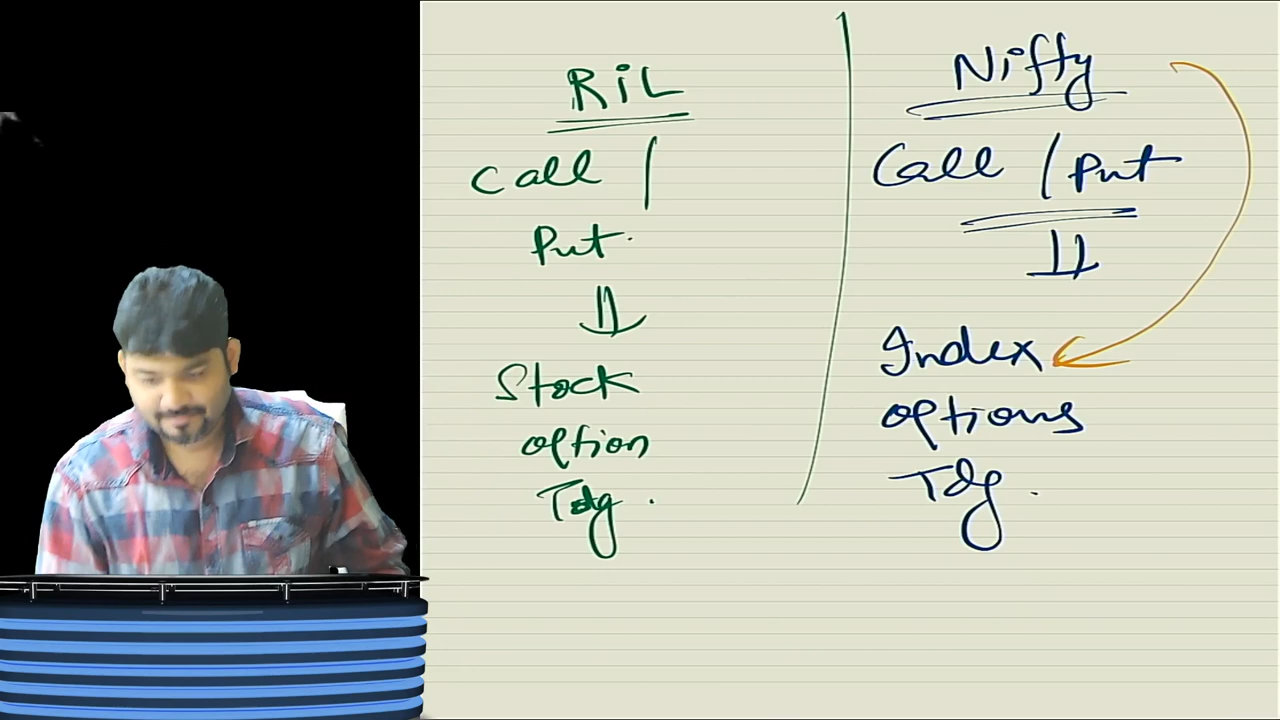 RiL
Call /
Put.
Stock
option
Tdg.
Nifty
Call / Put
Index
options
Tdg.